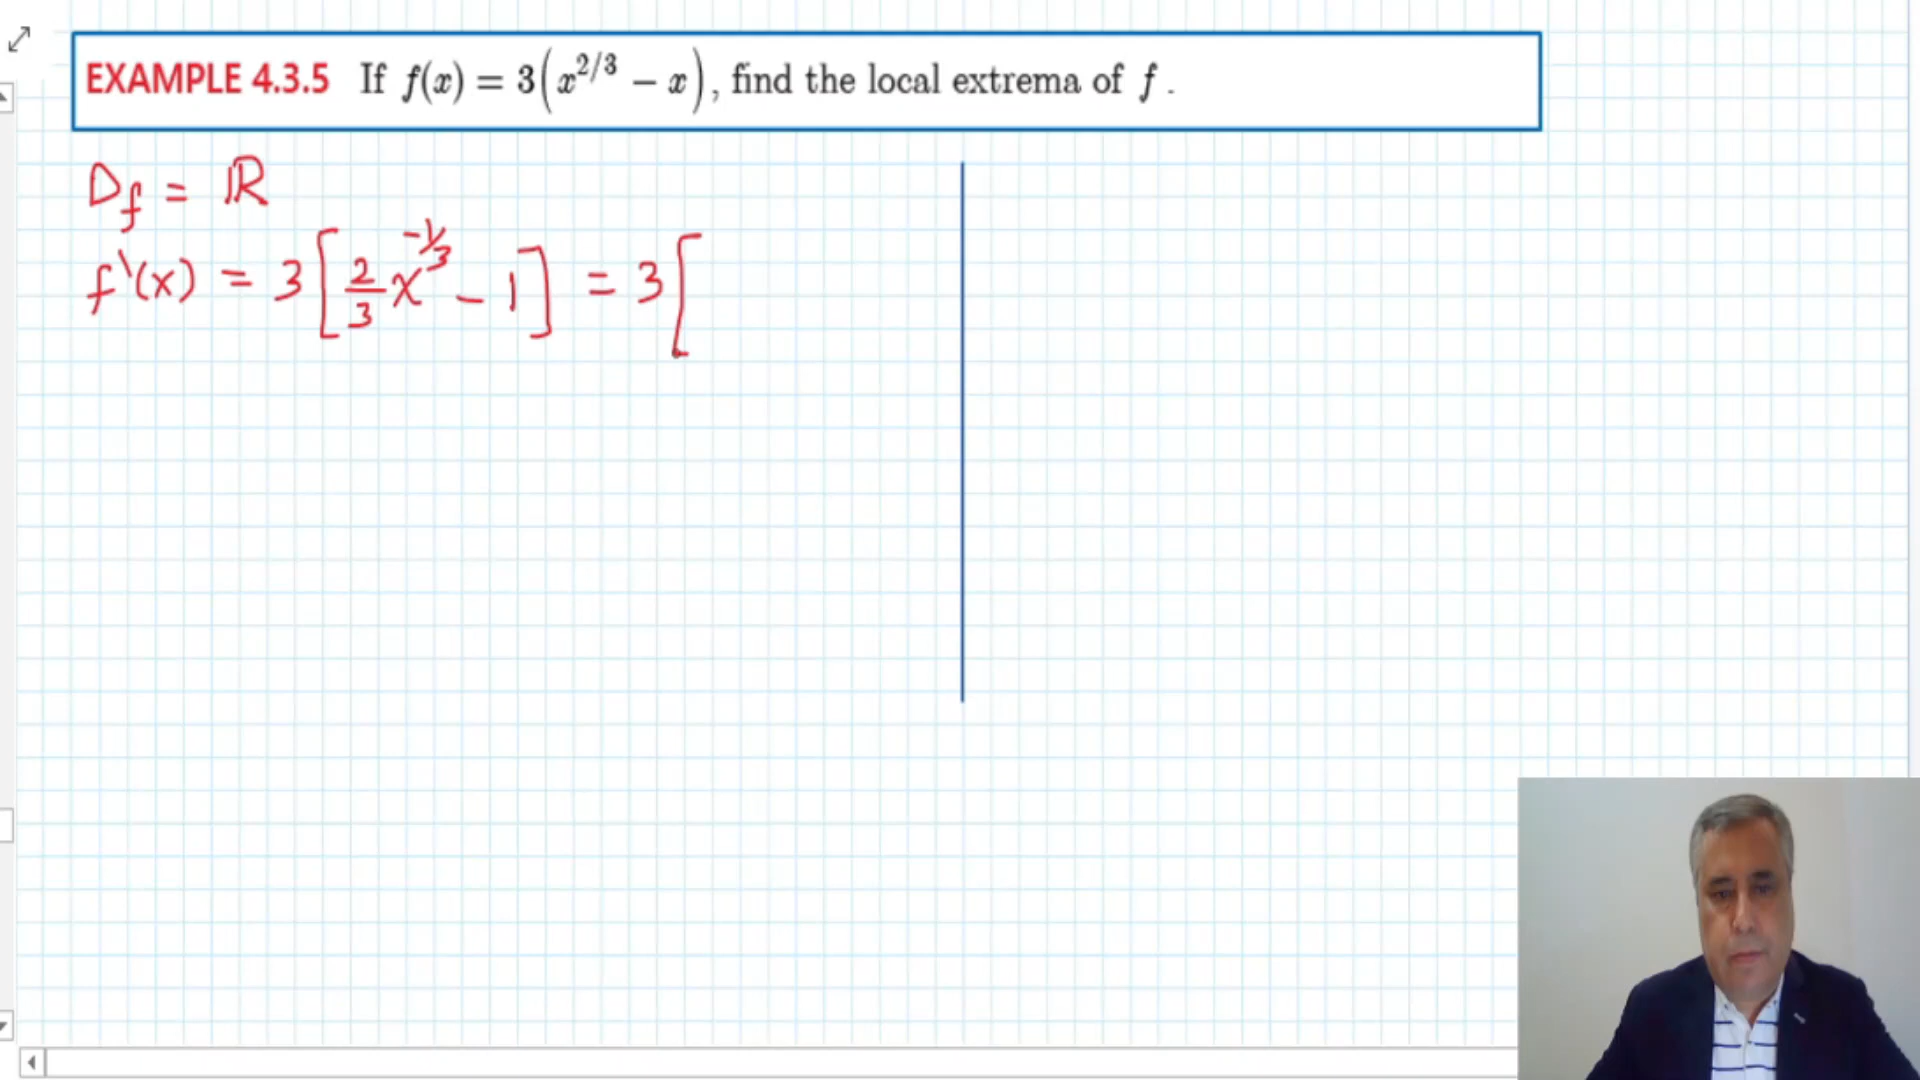 EXAMPLE 4.3.5 If f(x) = 3(x^{2/3} − x), find the local extrema of f .
D_f = ℝ
f'(x) = 3[2/3 x^{-1/3} − 1] = 3[